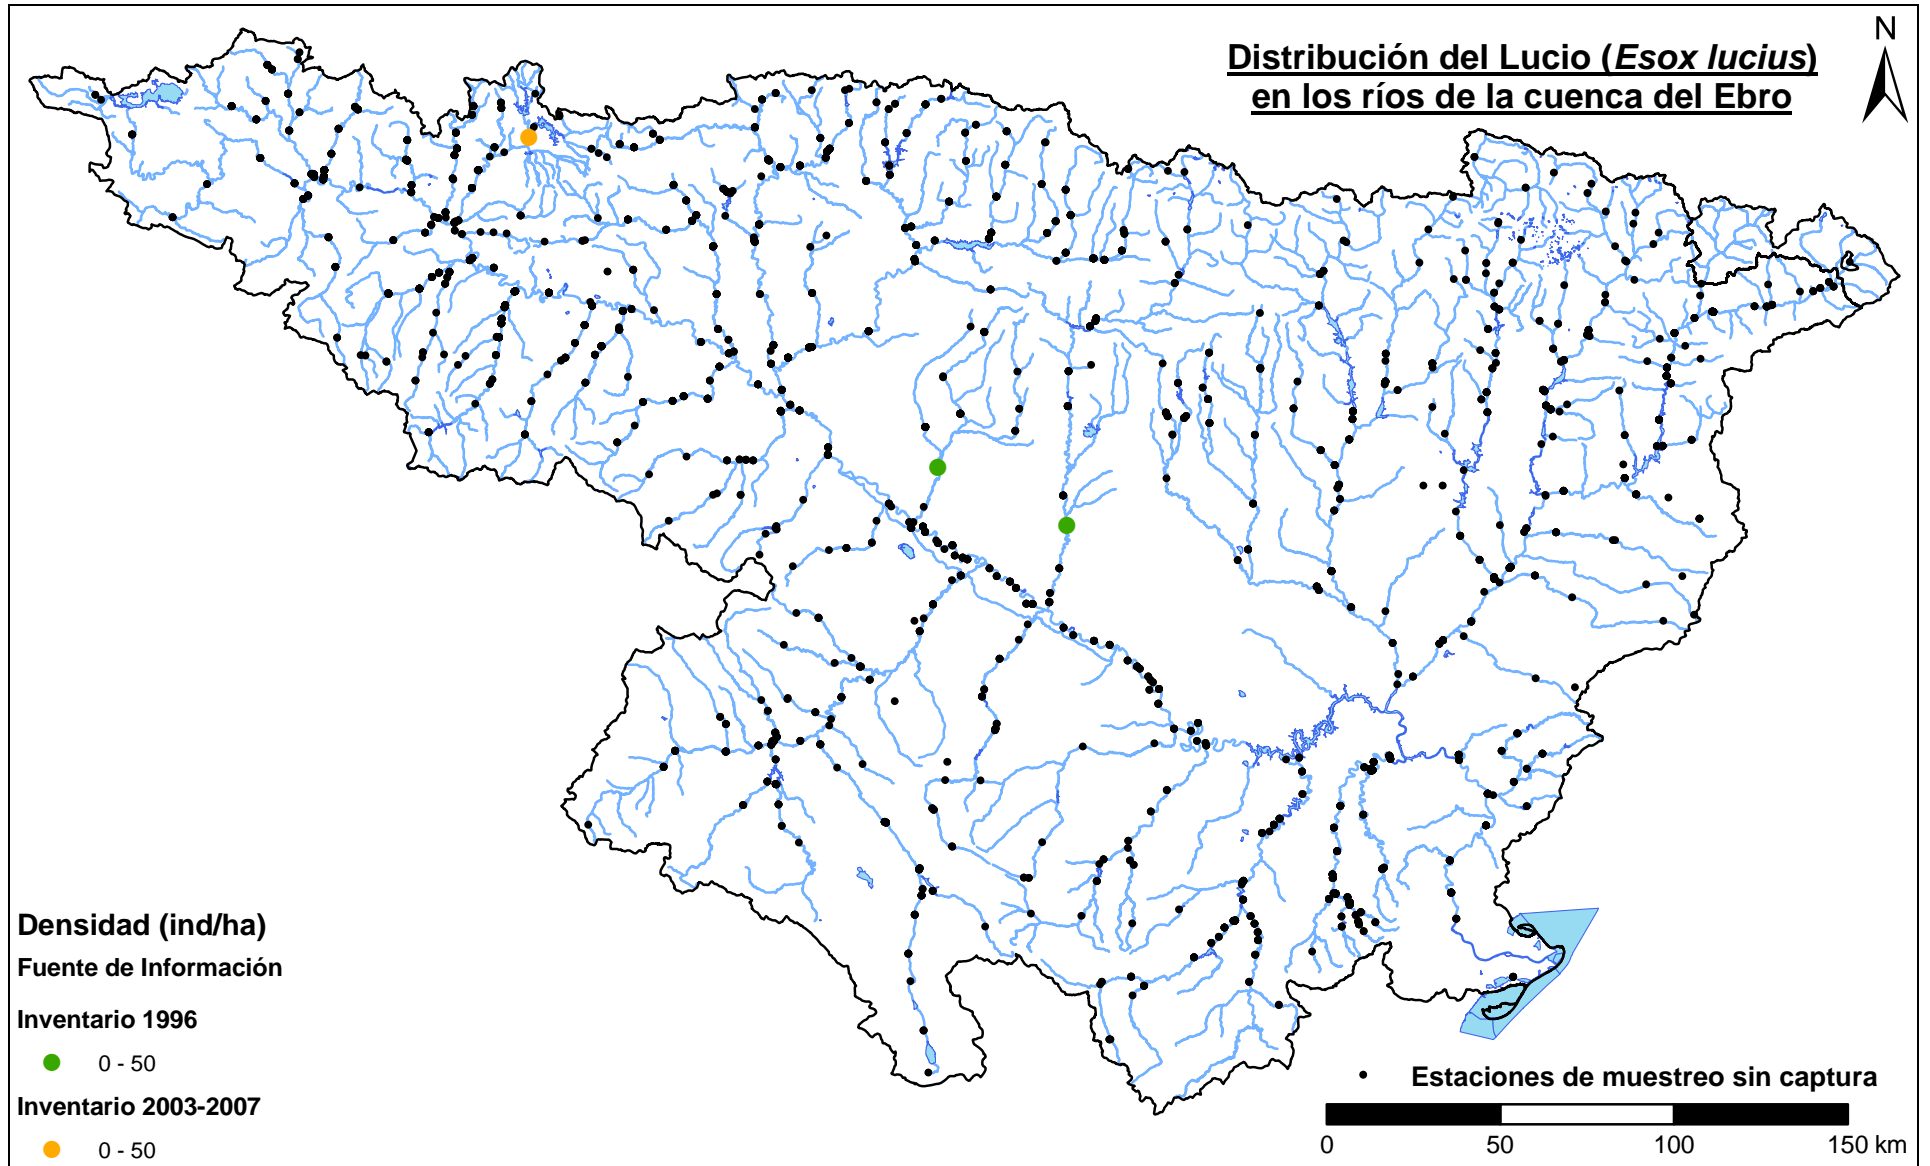 Distribución del Lucio (Esox lucius)
en los ríos de la cuenca del Ebro
N
Densidad (ind/ha)
Fuente de Información
Inventario 1996
0 - 50
Inventario 2003-2007
0 - 50
Estaciones de muestreo sin captura
0 50 100 150 km